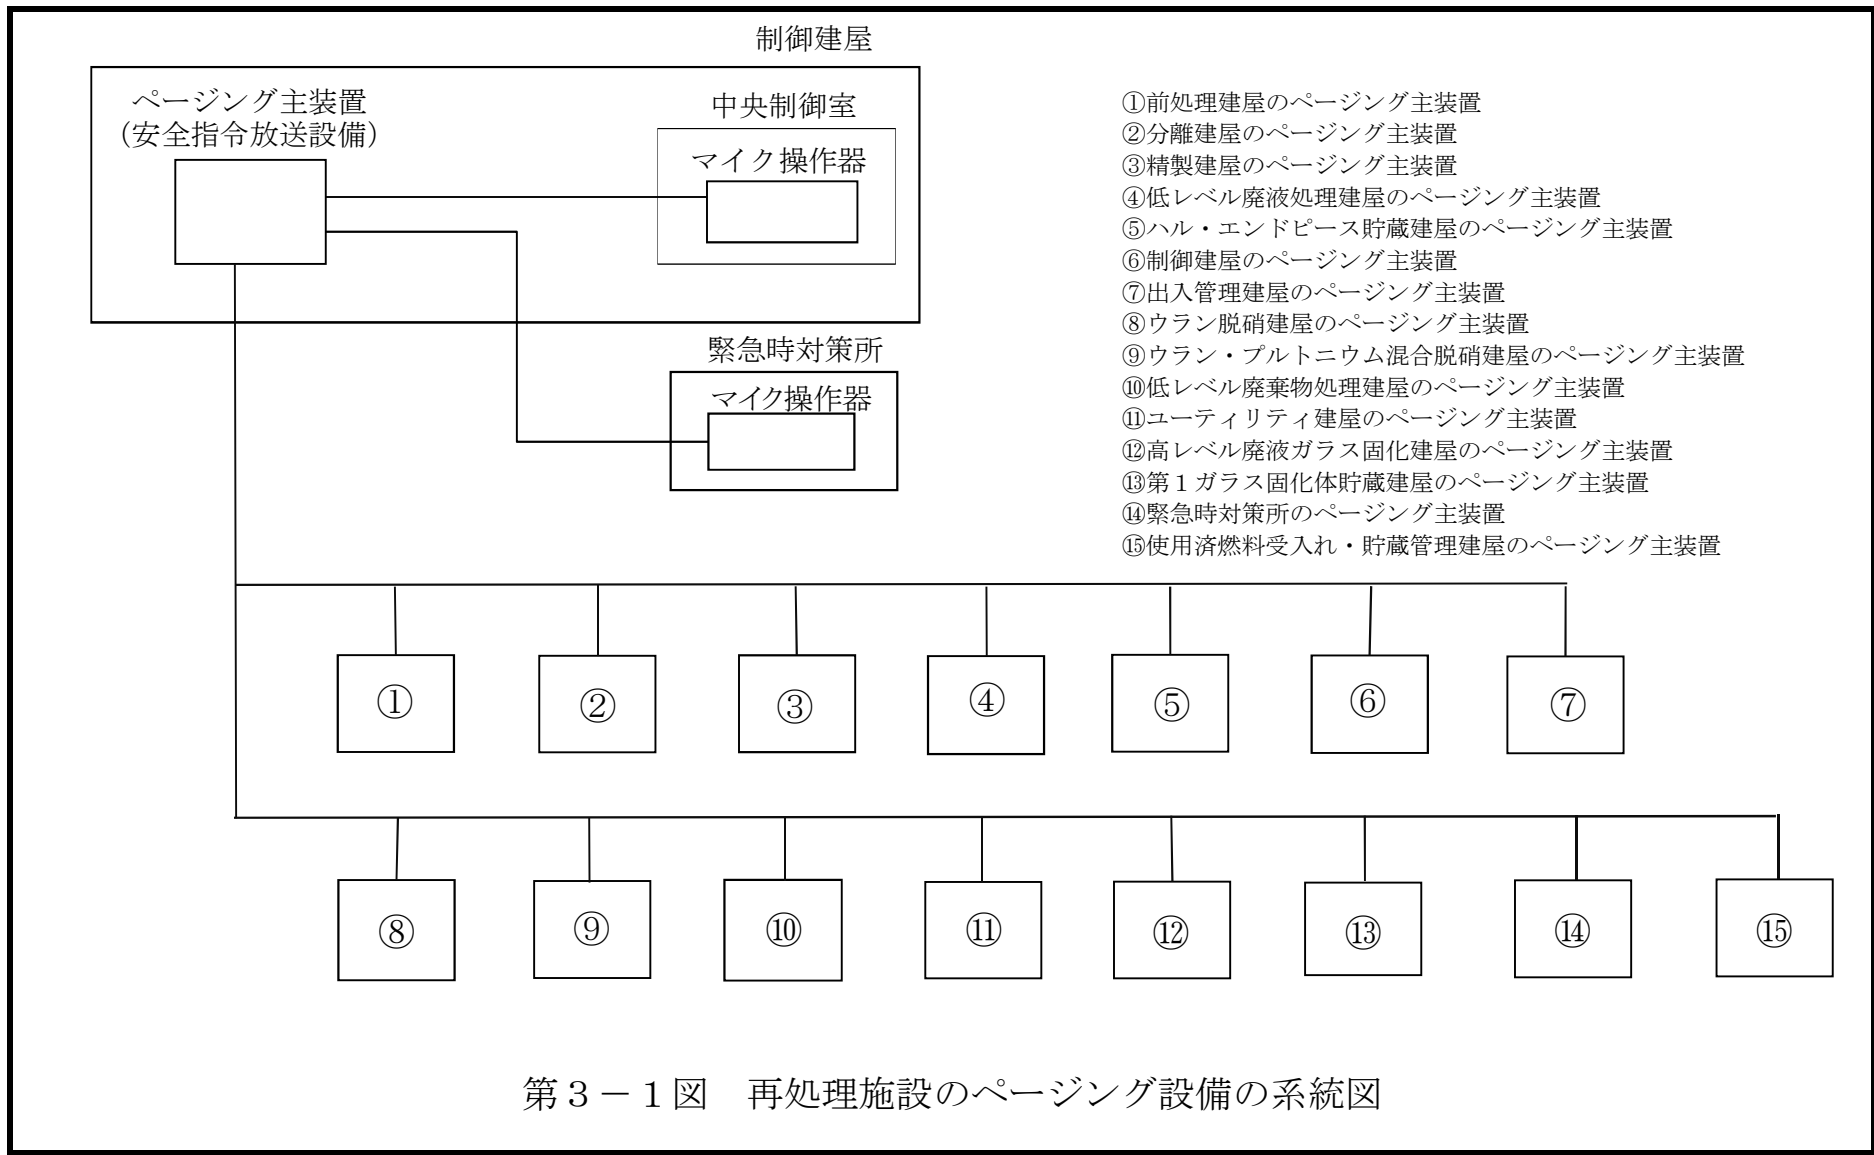 制御建屋
ページング主装置
(安全指令放送設備)
中央制御室
マイク操作器
緊急時対策所
マイク操作器
①前処理建屋のページング主装置
②分離建屋のページング主装置
③精製建屋のページング主装置
④低レベル廃液処理建屋のページング主装置
⑤ハル・エンドピース貯蔵建屋のページング主装置
⑥制御建屋のページング主装置
⑦出入管理建屋のページング主装置
⑧ウラン脱硝建屋のページング主装置
⑨ウラン・プルトニウム混合脱硝建屋のページング主装置
⑩低レベル廃棄物処理建屋のページング主装置
⑪ユーティリティ建屋のページング主装置
⑫高レベル廃液ガラス固化建屋のページング主装置
⑬第1ガラス固化体貯蔵建屋のページング主装置
⑭緊急時対策所のページング主装置
⑮使用済燃料受入れ・貯蔵管理建屋のページング主装置
① ② ③ ④ ⑤ ⑥ ⑦
⑧ ⑨ ⑩ ⑪ ⑫ ⑬ ⑭ ⑮
第3-1図 再処理施設のページング設備の系統図